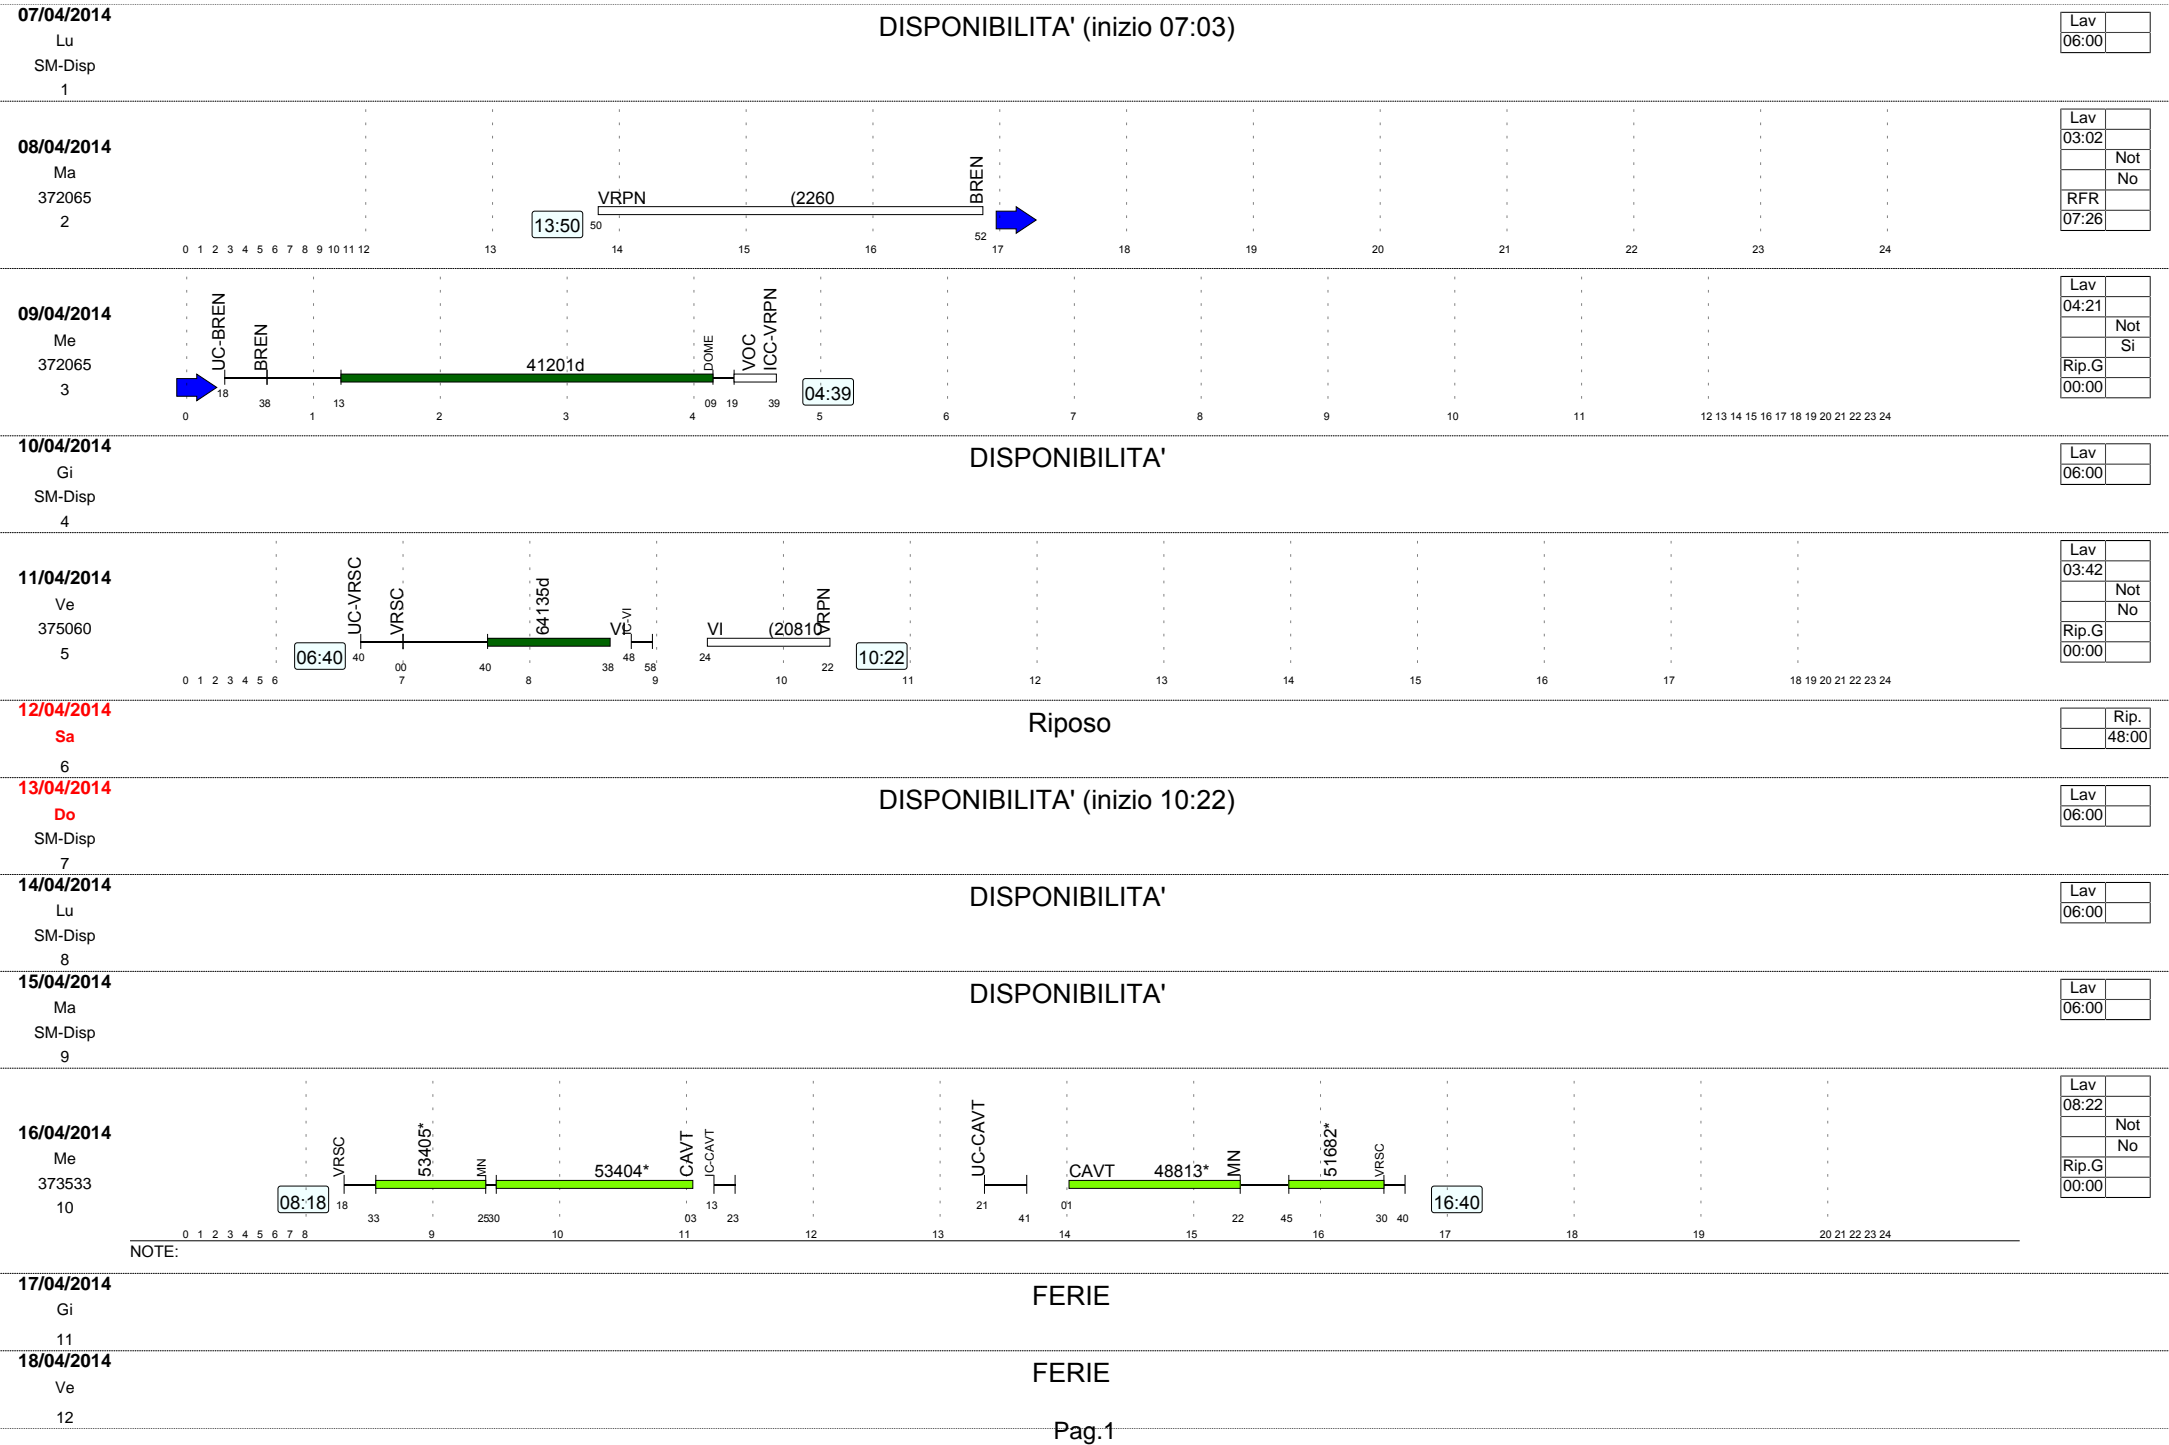 07/04/2014
Lu
SM-Disp
1
DISPONIBILITA' (inizio 07:03)
Lav
06:00
08/04/2014
Ma
372065
2
13:50
VRPN (2260 BREN
50 52
0 1 2 3 4 5 6 7 8 9 10 11 12 13 14 15 16 17 18 19 20 21 22 23 24
Lav
03:02
Not
No
RFR
07:26
09/04/2014
Me
372065
3
UC-BREN BREN 41201d DOME VOC ICC-VRPN
18 38 13 09 19 39
04:39
0 1 2 3 4 5 6 7 8 9 10 11 12 13 14 15 16 17 18 19 20 21 22 23 24
Lav
04:21
Not
Si
Rip.G
00:00
10/04/2014
Gi
SM-Disp
4
DISPONIBILITA'
Lav
06:00
11/04/2014
Ve
375060
5
06:40
UC-VRSC VRSC 64135d VI IC-VI VI (20810 VRPN
40 00 40 38 48 58 24 22
10:22
0 1 2 3 4 5 6 7 8 9 10 11 12 13 14 15 16 17 18 19 20 21 22 23 24
Lav
03:42
Not
No
Rip.G
00:00
12/04/2014
Sa
6
Riposo
Rip.
48:00
13/04/2014
Do
SM-Disp
7
DISPONIBILITA' (inizio 10:22)
Lav
06:00
14/04/2014
Lu
SM-Disp
8
DISPONIBILITA'
Lav
06:00
15/04/2014
Ma
SM-Disp
9
DISPONIBILITA'
Lav
06:00
16/04/2014
Me
373533
10
08:18
VRSC 53405* MN 53404* CAVT IC-CAVT UC-CAVT CAVT 48813* MN 51682* VRSC
18 33 25 30 03 13 23 21 41 01 22 45 30 40
16:40
0 1 2 3 4 5 6 7 8 9 10 11 12 13 14 15 16 17 18 19 20 21 22 23 24
Lav
08:22
Not
No
Rip.G
00:00
NOTE:
17/04/2014
Gi
11
FERIE
18/04/2014
Ve
12
FERIE
Pag.1